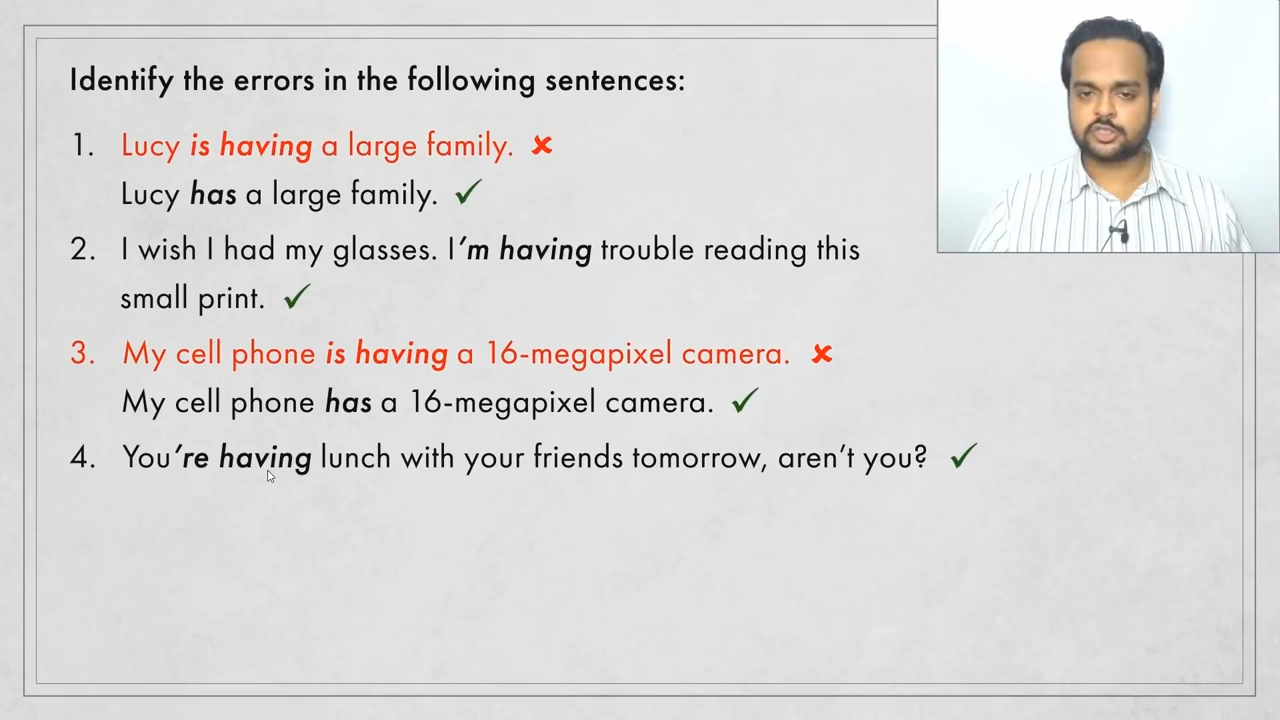 Identify the errors in the following sentences:
1. Lucy is having a large family. ✘
Lucy has a large family. ✓
2. I wish I had my glasses. I’m having trouble reading this
small print. ✓
3. My cell phone is having a 16-megapixel camera. ✘
My cell phone has a 16-megapixel camera. ✓
4. You’re having lunch with your friends tomorrow, aren’t you? ✓